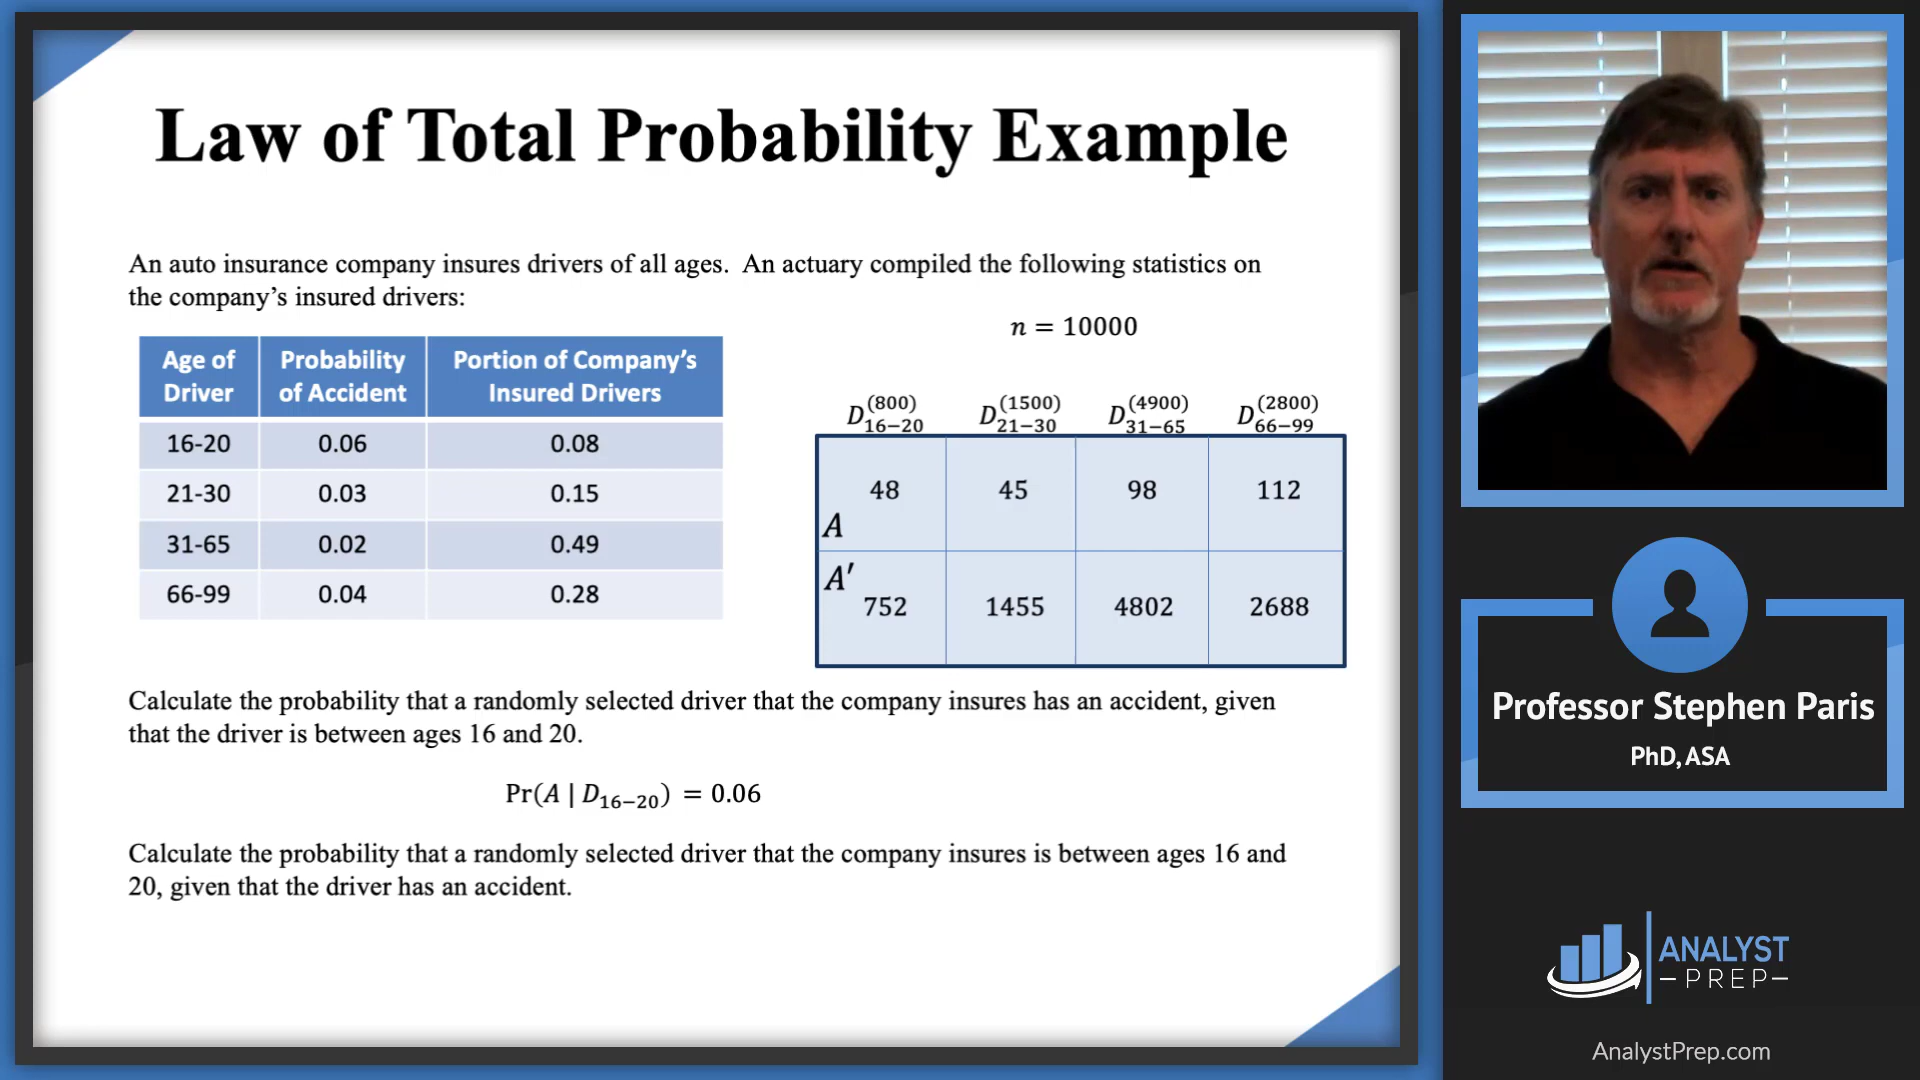 Law of Total Probability Example
An auto insurance company insures drivers of all ages.  An actuary compiled the following statistics on
the company's insured drivers:
n = 10000
Age of Driver | Probability of Accident | Portion of Company's Insured Drivers
16-20 | 0.06 | 0.08
21-30 | 0.03 | 0.15
31-65 | 0.02 | 0.49
66-99 | 0.04 | 0.28
D_{16−20}^{(800)} D_{21−30}^{(1500)} D_{31−65}^{(4900)} D_{66−99}^{(2800)}
A 48 45 98 112
A′ 752 1455 4802 2688
Calculate the probability that a randomly selected driver that the company insures has an accident, given
that the driver is between ages 16 and 20.
Pr(A | D_{16−20}) = 0.06
Calculate the probability that a randomly selected driver that the company insures is between ages 16 and
20, given that the driver has an accident.
Professor Stephen Paris
PhD, ASA
ANALYST
PREP
AnalystPrep.com